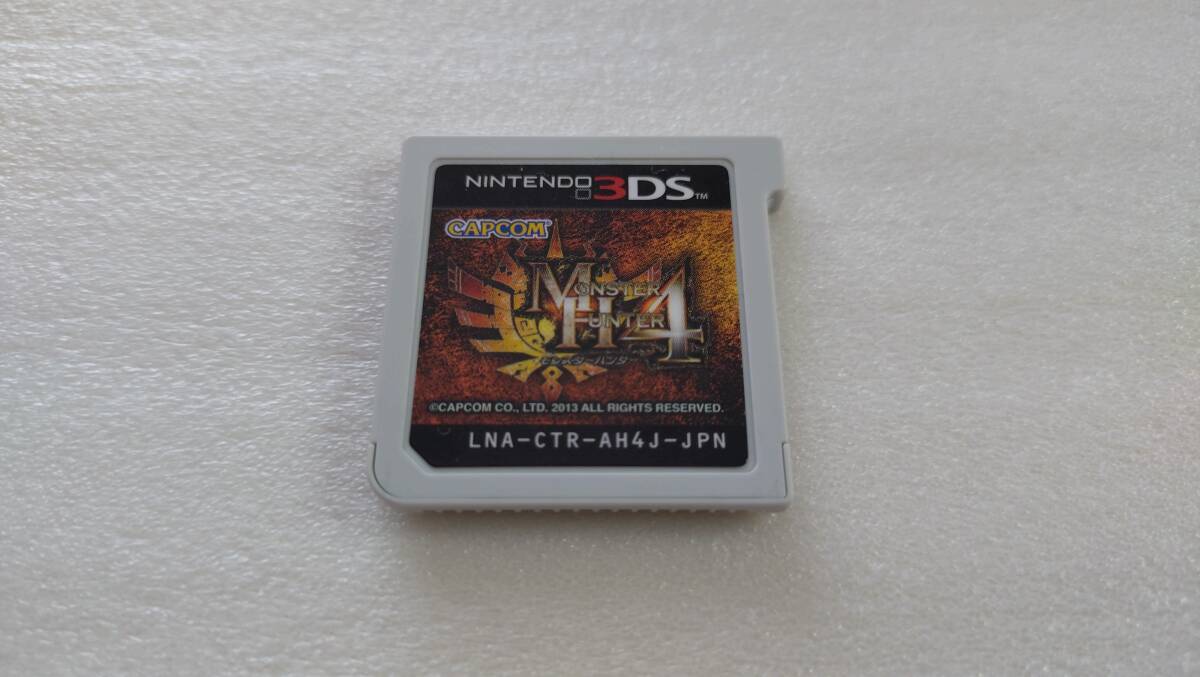 NINTENDO 3DS™
CAPCOM®
MONSTER
HUNTER 4
モンスターハンター
©CAPCOM CO., LTD. 2013 ALL RIGHTS RESERVED.
LNA-CTR-AH4J-JPN